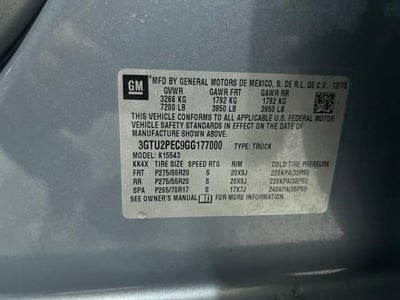 GM
MFD BY GENERAL MOTORS DE MEXICO, S. DE R.L. DE C.V. 12/15
GVWR GAWR FRT GAWR RR
3266 KG 1792 KG 1792 KG
7200 LB 3950 LB 3950 LB
THIS VEHICLE CONFORMS TO ALL APPLICABLE
U.S. FEDERAL MOTOR VEHICLE SAFETY
STANDARDS IN EFFECT ON THE DATE OF
MANUFACTURE SHOWN ABOVE.
3GTU2PEC9GG177000 TYPE: TRUCK
MODEL: K15543
KK4X TIRE SIZE SPEED RTG RIM COLD TIRE PRESSURE
FRT P275/55R20 S 20X9J 220KPA(32PSI)
RR P275/55R20 S 20X9J 220KPA(32PSI)
SPA P265/70R17 S 17X7J 240KPA(35PSI)
SEE OWNER'S MANUAL FOR MORE INFORMATION.